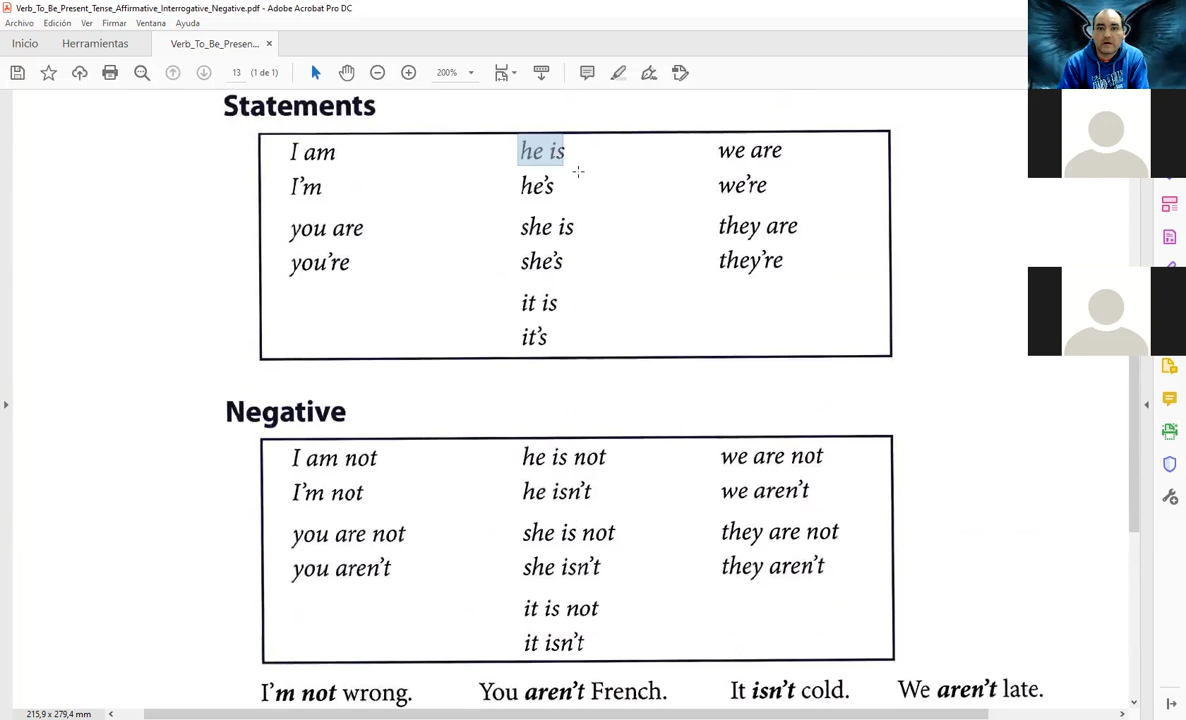 Verb_To_Be_Present_Tense_Affirmative_Interrogative_Negative.pdf - Adobe Acrobat Pro DC
Archivo Edición Ver Firmar Ventana Ayuda
Inicio Herramientas Verb_To_Be_Presen... ×
13 (1 de 1) 200%
Statements
I am he is we are
I'm he's we're
you are she is they are
you're she's they're
it is
it's
Negative
I am not he is not we are not
I'm not he isn't we aren't
you are not she is not they are not
you aren't she isn't they aren't
it is not
it isn't
I'm not wrong. You aren't French. It isn't cold. We aren't late.
215,9 x 279,4 mm